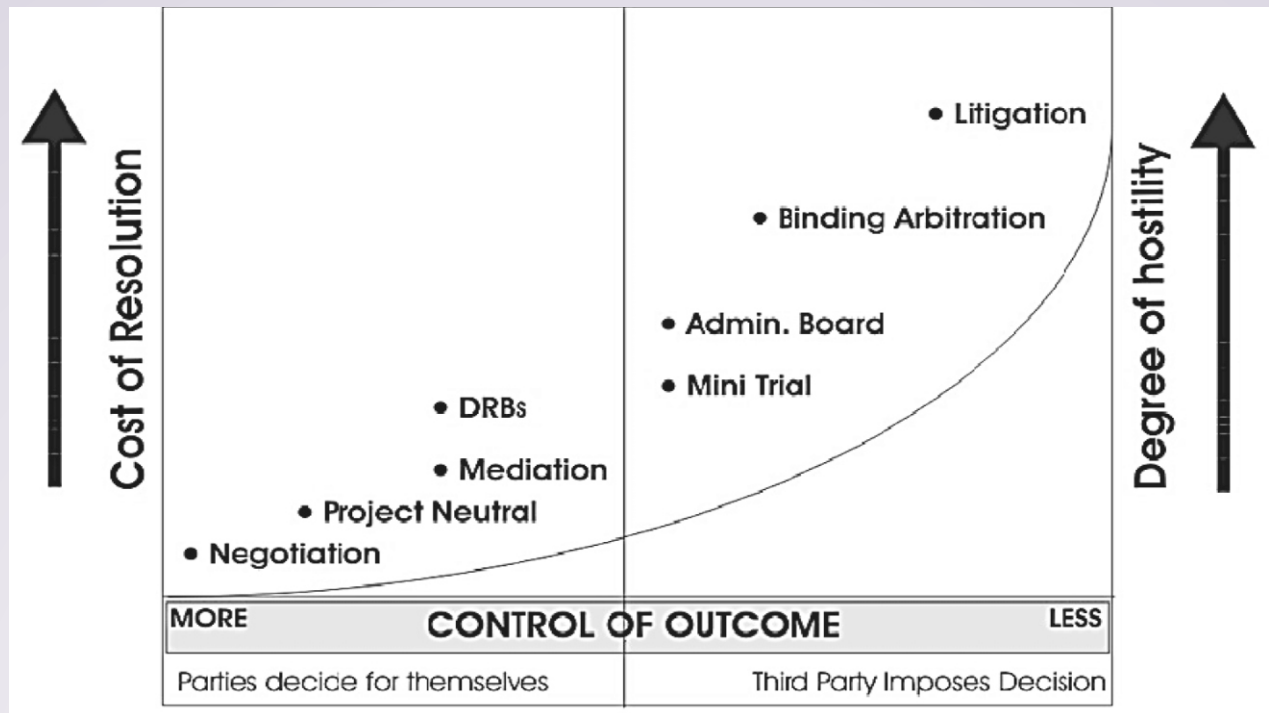 Cost of Resolution
Litigation
Binding Arbitration
Admin. Board
Mini Trial
DRBs
Mediation
Project Neutral
Negotiation
Degree of hostility
MORE CONTROL OF OUTCOME LESS
Parties decide for themselves Third Party Imposes Decision